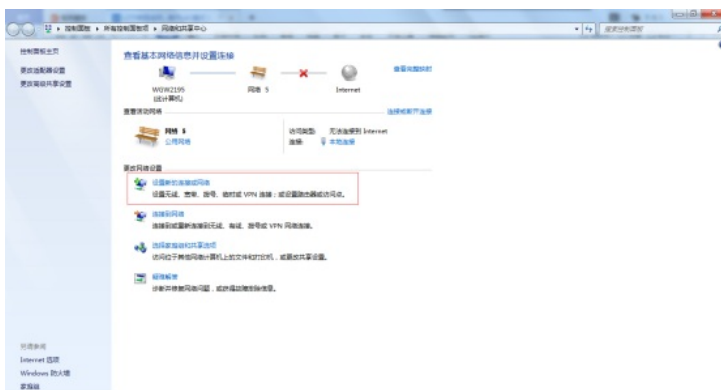 控制面板 ▸ 所有控制面板项 ▸ 网络和共享中心
搜索控制面板
控制面板主页
更改适配器设置
更改高级共享设置
查看基本网络信息并设置连接
查看完整映射
WGW2195
(此计算机)
网络 5
Internet
查看活动网络
连接或断开连接
网络 5
公用网络
访问类型: 无法连接到 Internet
连接: 本地连接
更改网络设置
设置新的连接或网络
设置无线、宽带、拨号、临时或 VPN 连接；或设置路由器或访问点。
连接到网络
连接到或重新连接到无线、有线、拨号或 VPN 网络连接。
选择家庭组和共享选项
访问位于其他网络计算机上的文件和打印机，或更改共享设置。
疑难解答
诊断并修复网络问题，或获得故障排除信息。
另请参阅
Internet 选项
Windows 防火墙
家庭组